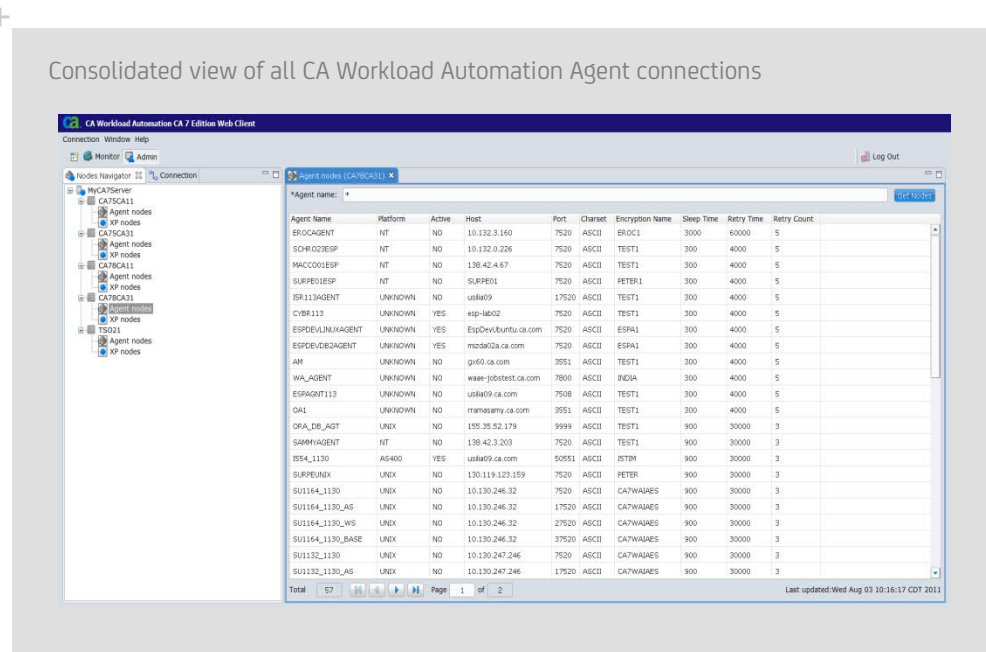 Consolidated view of all CA Workload Automation Agent connections
ca CA Workload Automation CA 7 Edition Web Client
Connection Window Help
Monitor Admin Log Out
Nodes Navigator Connection
Agent nodes (CA78CA31)
MyCA7Server
CA75CA11
Agent nodes
XP nodes
CA75CA31
Agent nodes
XP nodes
CA78CA11
Agent nodes
XP nodes
CA78CA31
Agent nodes
XP nodes
TSO21
Agent nodes
XP nodes
*Agent name: * Get Nodes
Agent Name Platform Active Host Port Charset Encryption Name Sleep Time Retry Time Retry Count
EROCAGENT NT NO 10.132.3.160 7520 ASCII EROC1 3000 60000 5
SCHRO23ESP NT NO 10.132.0.226 7520 ASCII TEST1 300 4000 5
MACCO01ESP NT NO 138.42.4.67 7520 ASCII TEST1 300 4000 5
SURPE01ESP NT NO SURPE01 7520 ASCII PETER1 300 4000 5
ISR113AGENT UNKNOWN NO usilia09 17520 ASCII TEST1 300 4000 5
CYBR113 UNKNOWN YES esp-lab02 7520 ASCII TEST1 300 4000 5
ESPDEVLINUXAGENT UNKNOWN YES EspDevUbuntu.ca.com 7520 ASCII ESPA1 300 4000 5
ESPDEVDB2AGENT UNKNOWN YES mizda02a.ca.com 7520 ASCII ESPA1 300 4000 5
AM UNKNOWN NO gx60.ca.com 3551 ASCII TEST1 300 4000 5
WA_AGENT UNKNOWN NO waae-jobstest.ca.com 7800 ASCII INDIA 300 4000 5
ESPAGNT113 UNKNOWN NO usilia09.ca.com 7508 ASCII TEST1 300 4000 5
OA1 UNKNOWN NO rramasamy.ca.com 3551 ASCII TEST1 300 4000 5
ORA_DB_AGT UNIX NO 155.35.52.179 9999 ASCII TEST1 900 30000 3
SAMMYAGENT NT NO 138.42.3.203 7520 ASCII TEST1 900 30000 3
I554_1130 AS400 YES usilia09.ca.com 50551 ASCII ISTIM 900 30000 3
SURPEUNIX UNIX NO 130.119.123.159 7520 ASCII PETER 900 30000 3
SU1164_1130 UNIX NO 10.130.246.32 7520 ASCII CA7WAIAES 900 30000 3
SU1164_1130_AS UNIX NO 10.130.246.32 17520 ASCII CA7WAIAES 900 30000 3
SU1164_1130_WS UNIX NO 10.130.246.32 27520 ASCII CA7WAIAES 900 30000 3
SU1164_1130_BASE UNIX NO 10.130.246.32 37520 ASCII CA7WAIAES 900 30000 3
SU1132_1130 UNIX NO 10.130.247.246 7520 ASCII CA7WAIAES 900 30000 3
SU1132_1130_AS UNIX NO 10.130.247.246 17520 ASCII CA7WAIAES 900 30000 3
Total 57 Page 1 of 2 Last updated:Wed Aug 03 10:16:17 CDT 2011